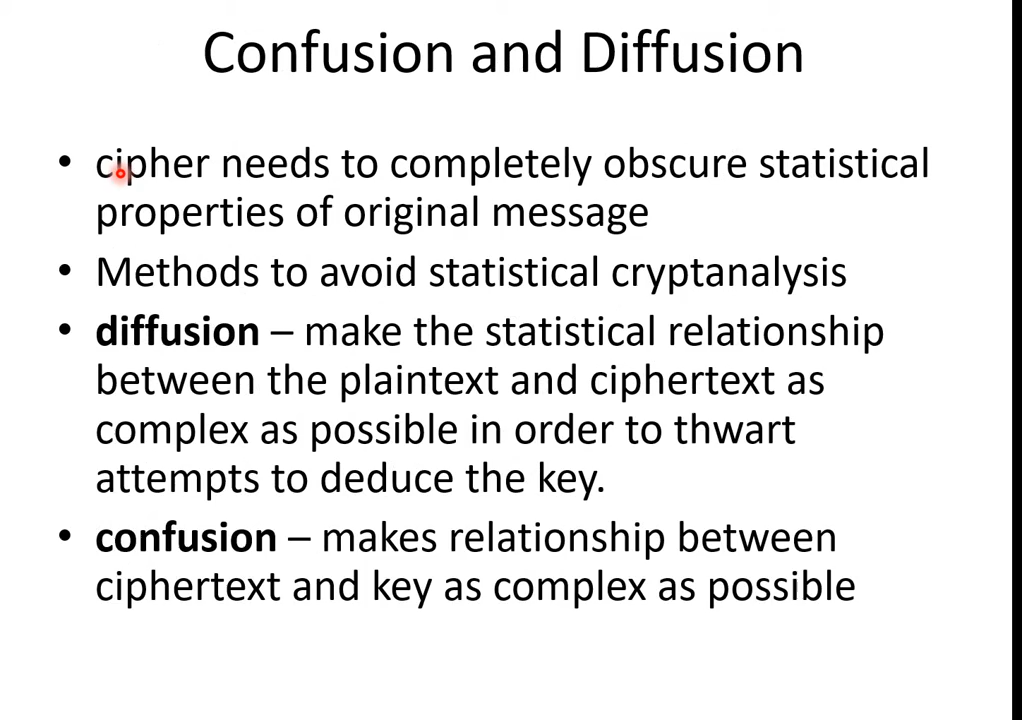 Confusion and Diffusion
• cipher needs to completely obscure statistical
properties of original message
• Methods to avoid statistical cryptanalysis
• diffusion – make the statistical relationship
between the plaintext and ciphertext as
complex as possible in order to thwart
attempts to deduce the key.
• confusion – makes relationship between
ciphertext and key as complex as possible